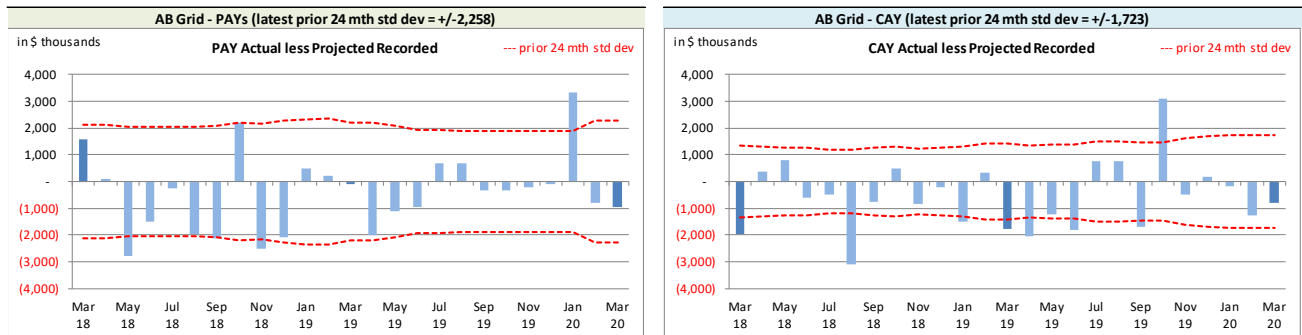 AB Grid - PAYs (latest prior 24 mth std dev = +/-2,258)
in $ thousands
PAY Actual less Projected Recorded
--- prior 24 mth std dev
4,000
3,000
2,000
1,000
-
(1,000)
(2,000)
(3,000)
(4,000)
Mar 18 May 18 Jul 18 Sep 18 Nov 18 Jan 19 Mar 19 May 19 Jul 19 Sep 19 Nov 19 Jan 20 Mar 20
AB Grid - CAY (latest prior 24 mth std dev = +/-1,723)
in $ thousands
CAY Actual less Projected Recorded
--- prior 24 mth std dev
4,000
3,000
2,000
1,000
-
(1,000)
(2,000)
(3,000)
(4,000)
Mar 18 May 18 Jul 18 Sep 18 Nov 18 Jan 19 Mar 19 May 19 Jul 19 Sep 19 Nov 19 Jan 20 Mar 20